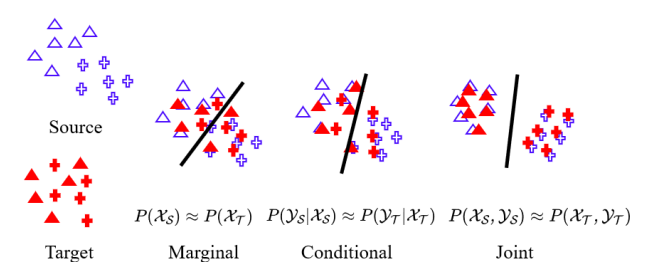 Source
P(𝒳_𝒮) ≈ P(𝒳_𝒯) P(𝒴_𝒮|𝒳_𝒮) ≈ P(𝒴_𝒯|𝒳_𝒯) P(𝒳_𝒮, 𝒴_𝒮) ≈ P(𝒳_𝒯, 𝒴_𝒯)
Target Marginal Conditional Joint